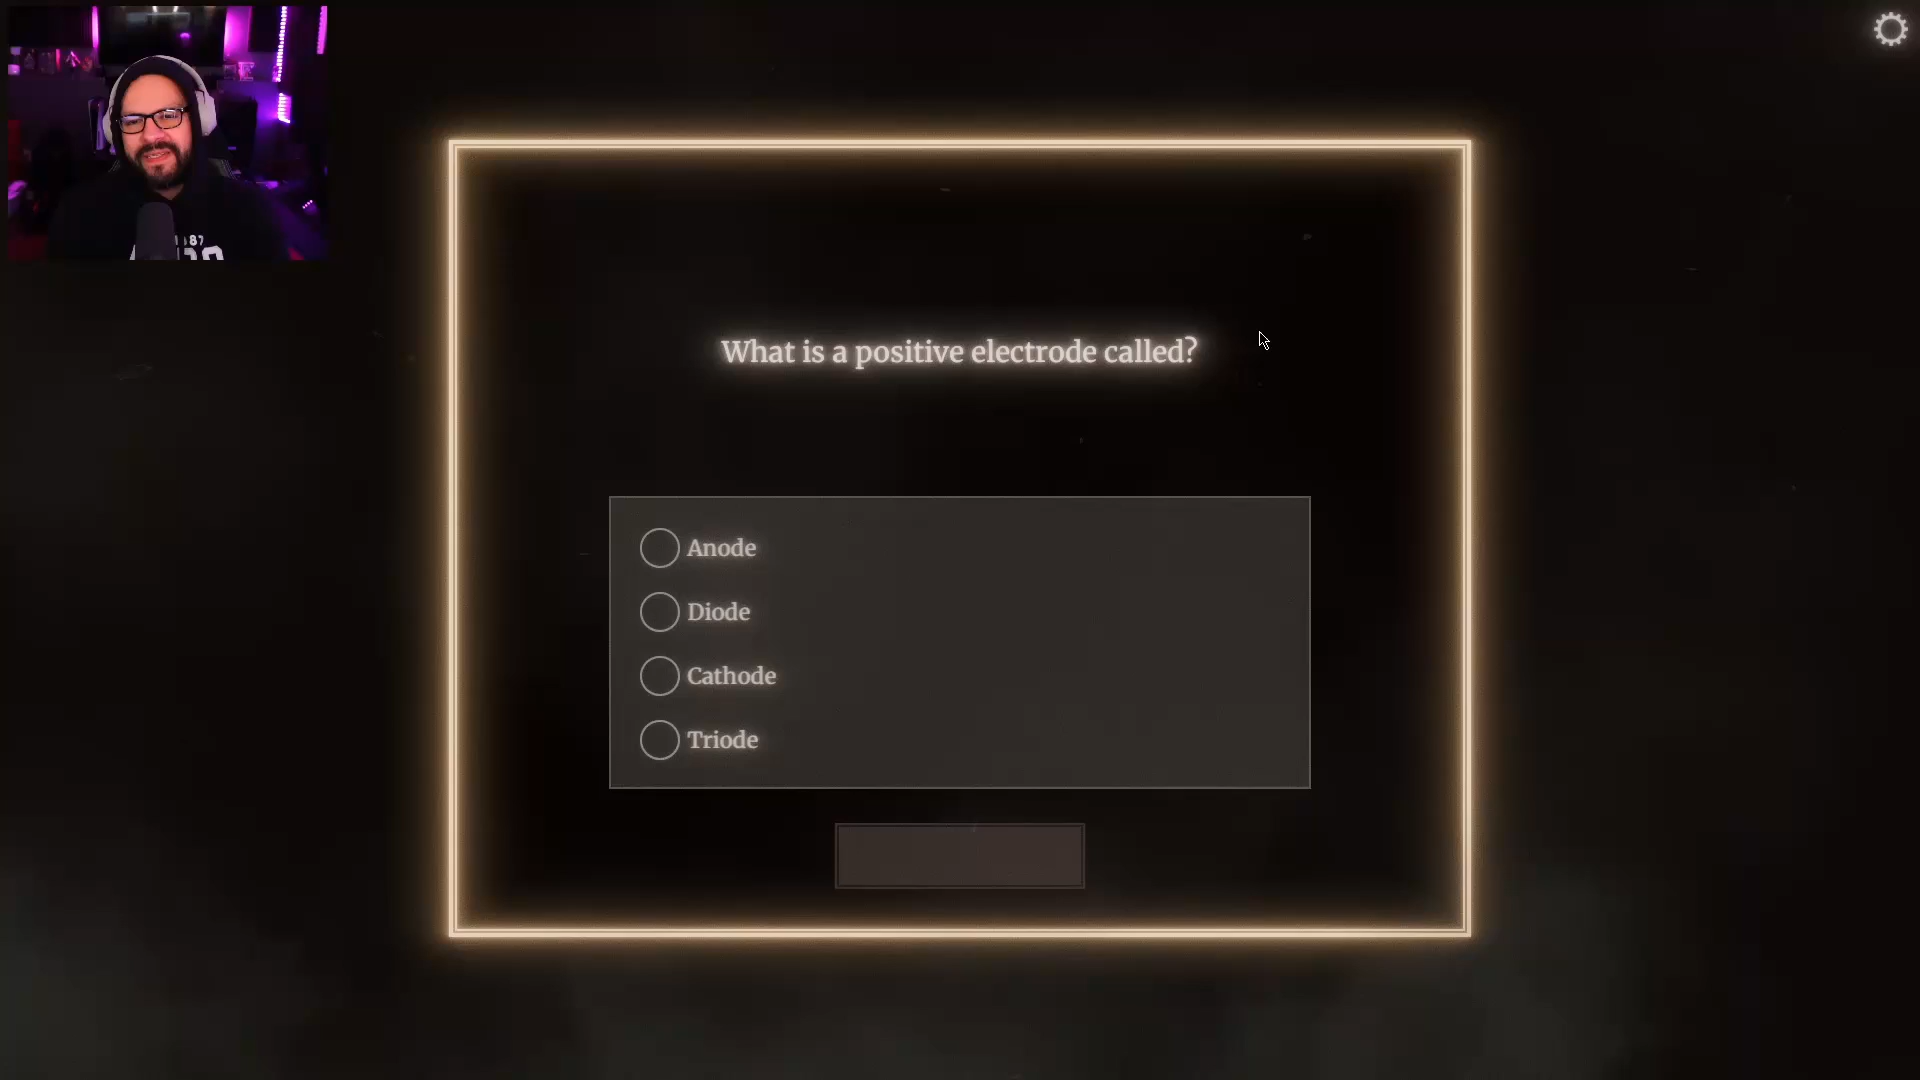 What is a positive electrode called?
Anode
Diode
Cathode
Triode